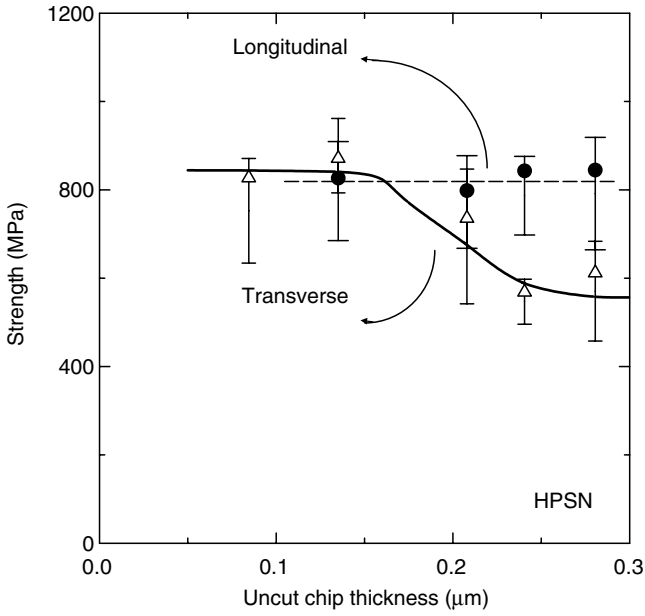 1200
Longitudinal
800
Strength (MPa)
Transverse
400
HPSN
0
0.0 0.1 0.2 0.3
Uncut chip thickness (μm)